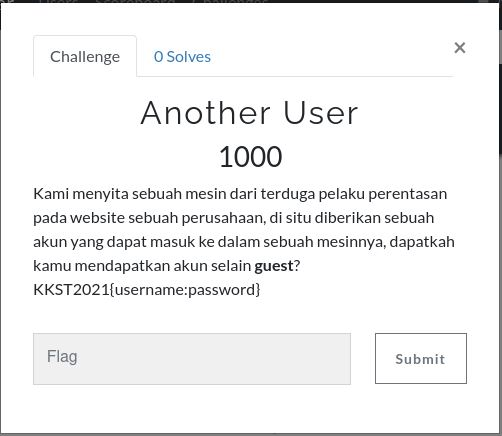 Challenge
0 Solves
×
Another User
1000
Kami menyita sebuah mesin dari terduga pelaku perentasan
pada website sebuah perusahaan, di situ diberikan sebuah
akun yang dapat masuk ke dalam sebuah mesinnya, dapatkah
kamu mendapatkan akun selain guest?
KKST2021{username:password}
Flag
Submit